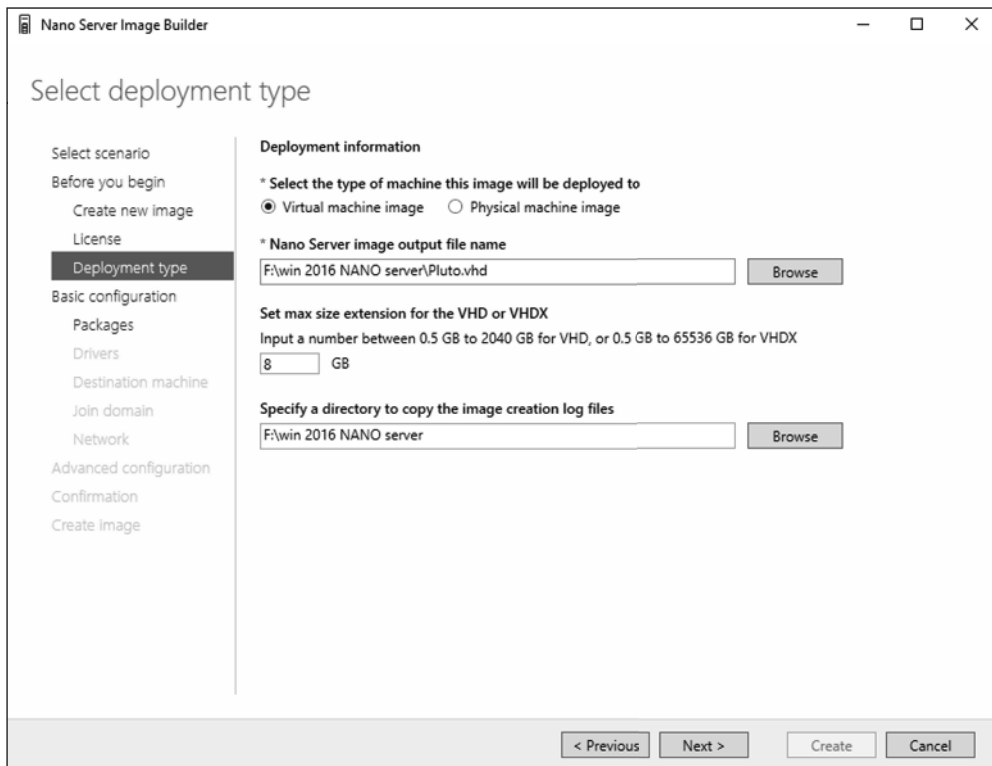 Nano Server Image Builder
Select deployment type
Select scenario
Before you begin
Create new image
License
Deployment type
Basic configuration
Packages
Drivers
Destination machine
Join domain
Network
Advanced configuration
Confirmation
Create image
Deployment information
* Select the type of machine this image will be deployed to
Virtual machine image Physical machine image
* Nano Server image output file name
F:\win 2016 NANO server\Pluto.vhd Browse
Set max size extension for the VHD or VHDX
Input a number between 0.5 GB to 2040 GB for VHD, or 0.5 GB to 65536 GB for VHDX
8 GB
Specify a directory to copy the image creation log files
F:\win 2016 NANO server Browse
< Previous Next > Create Cancel